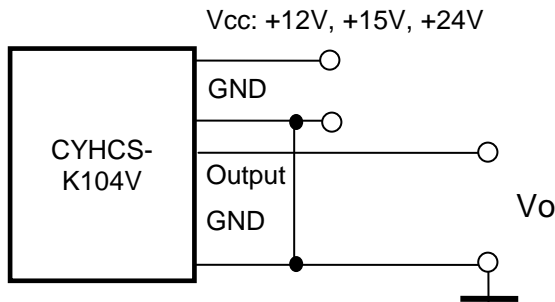 Vcc: +12V, +15V, +24V
GND
CYHCS-
K104V
Output
Vo
GND